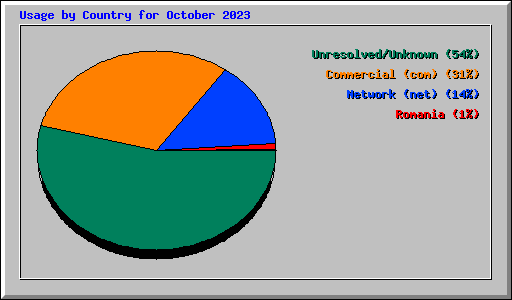 Usage by Country for October 2023
Unresolved/Unknown (54%)
Commercial (com) (31%)
Network (net) (14%)
Romania (1%)